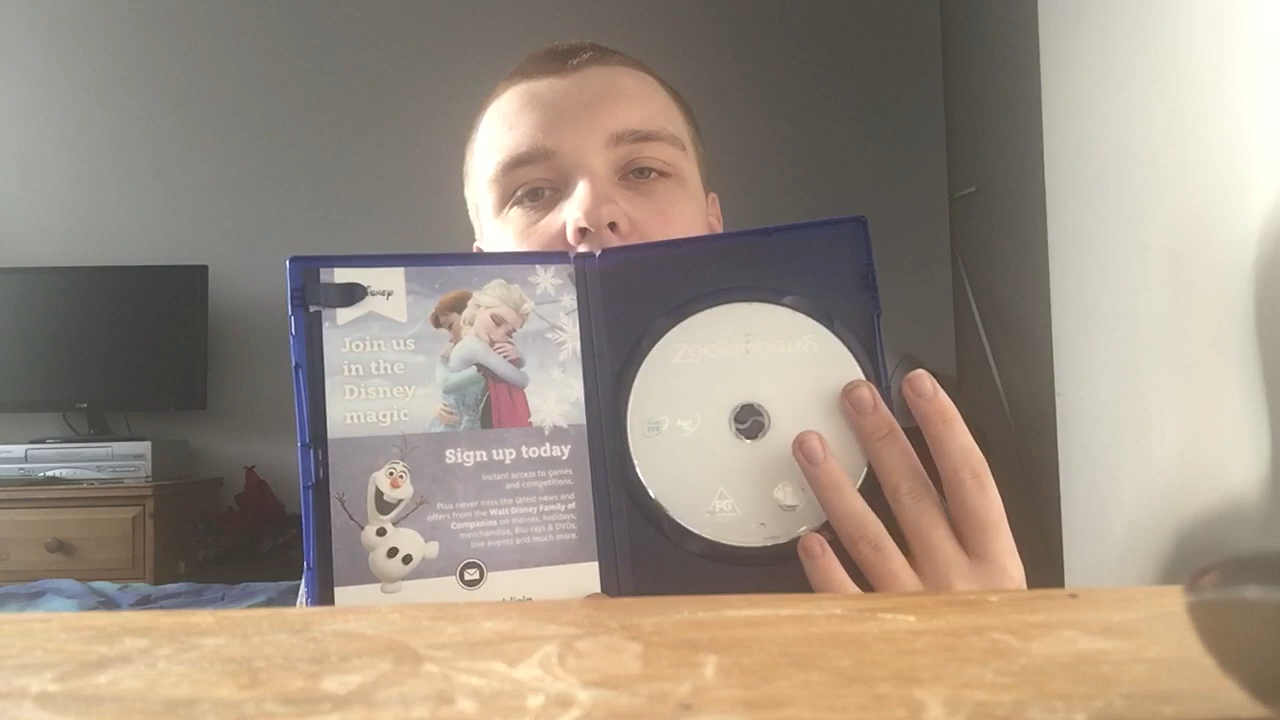 Disney
Join us
in the
Disney
magic
Sign up today
Instant access to games
and competitions.
Plus never miss the latest news and
offers from the Walt Disney Family of
Companies on movies, holidays,
merchandise, Blu-rays & DVDs,
live events and much more.
PG